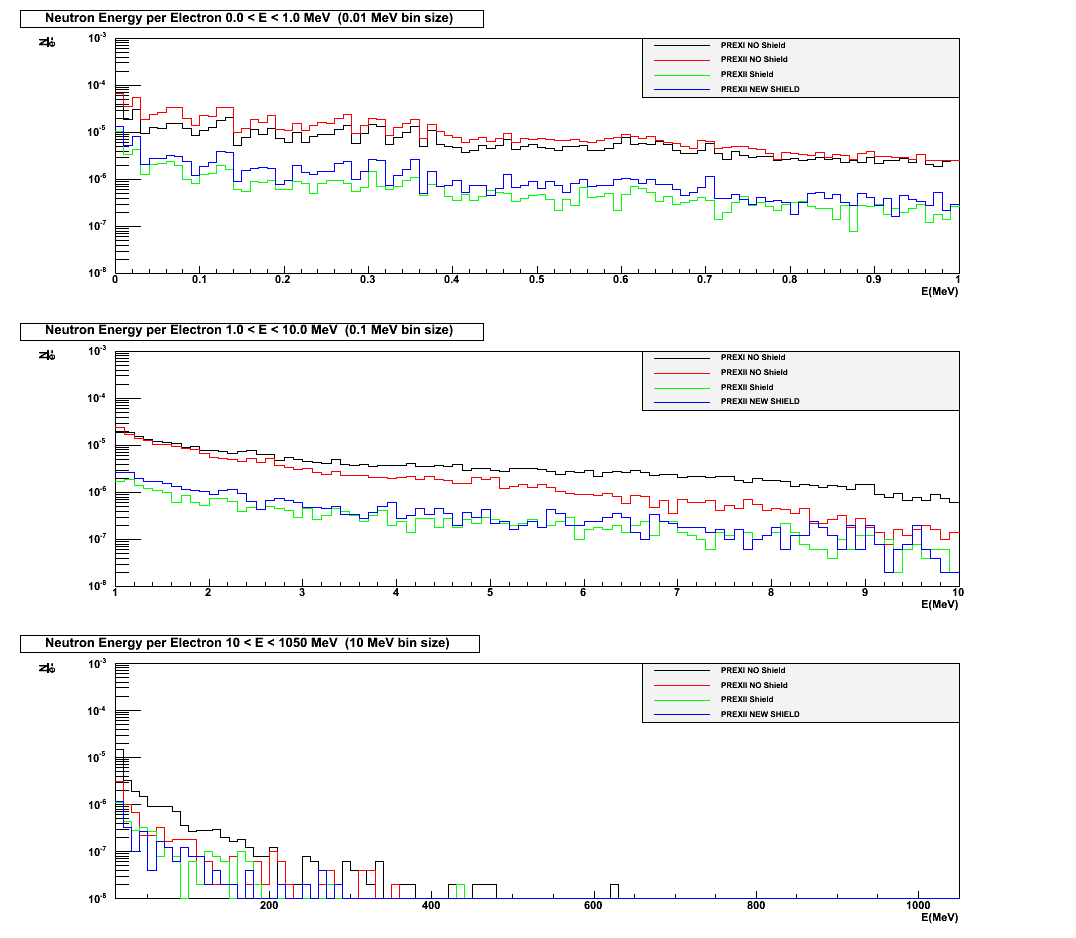 Neutron Energy per Electron 0.0 < E < 1.0 MeV (0.01 MeV bin size)
10-3
10-4
10-5
10-6
10-7
10-8
PREXI NO Shield
PREXII NO Shield
PREXII Shield
PREXII NEW SHIELD
0 0.1 0.2 0.3 0.4 0.5 0.6 0.7 0.8 0.9 1
E(MeV)
Neutron Energy per Electron 1.0 < E < 10.0 MeV (0.1 MeV bin size)
10-3
10-4
10-5
10-6
10-7
10-8
PREXI NO Shield
PREXII NO Shield
PREXII Shield
PREXII NEW SHIELD
1 2 3 4 5 6 7 8 9 10
E(MeV)
Neutron Energy per Electron 10 < E < 1050 MeV (10 MeV bin size)
10-3
10-4
10-5
10-6
10-7
10-8
PREXI NO Shield
PREXII NO Shield
PREXII Shield
PREXII NEW SHIELD
200 400 600 800 1000
E(MeV)